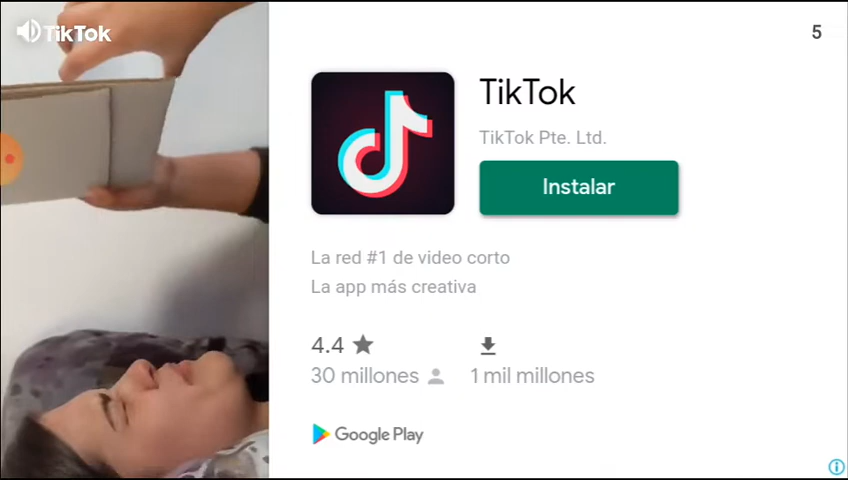 TikTok
5
TikTok
TikTok Pte. Ltd.
Instalar
La red #1 de video corto
La app más creativa
4.4
30 millones
1 mil millones
Google Play